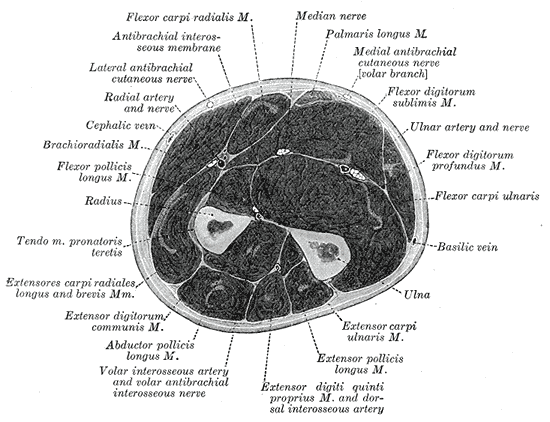 Flexor carpi radialis M.
Antibrachial interos-
seous membrane
Lateral antibrachial
cutaneous nerve
Radial artery
and nerve
Cephalic vein
Brachioradialis M.
Flexor pollicis
longus M.
Radius
Tendo m. pronatoris
teretis
Extensores carpi radiales,
longus and brevis Mm.
Extensor digitorum
communis M.
Abductor pollicis
longus M.
Volar interosseous artery
and volar antibrachial
interosseous nerve
Median nerve
Palmaris longus M.
Medial antibrachial
cutaneous nerve
[volar branch]
Flexor digitorum
sublimis M.
Ulnar artery and nerve
Flexor digitorum
profundus M.
Flexor carpi ulnaris
Basilic vein
Ulna
Extensor carpi
ulnaris M.
Extensor pollicis
longus M.
Extensor digiti quinti
proprius M. and dor-
sal interosseous artery